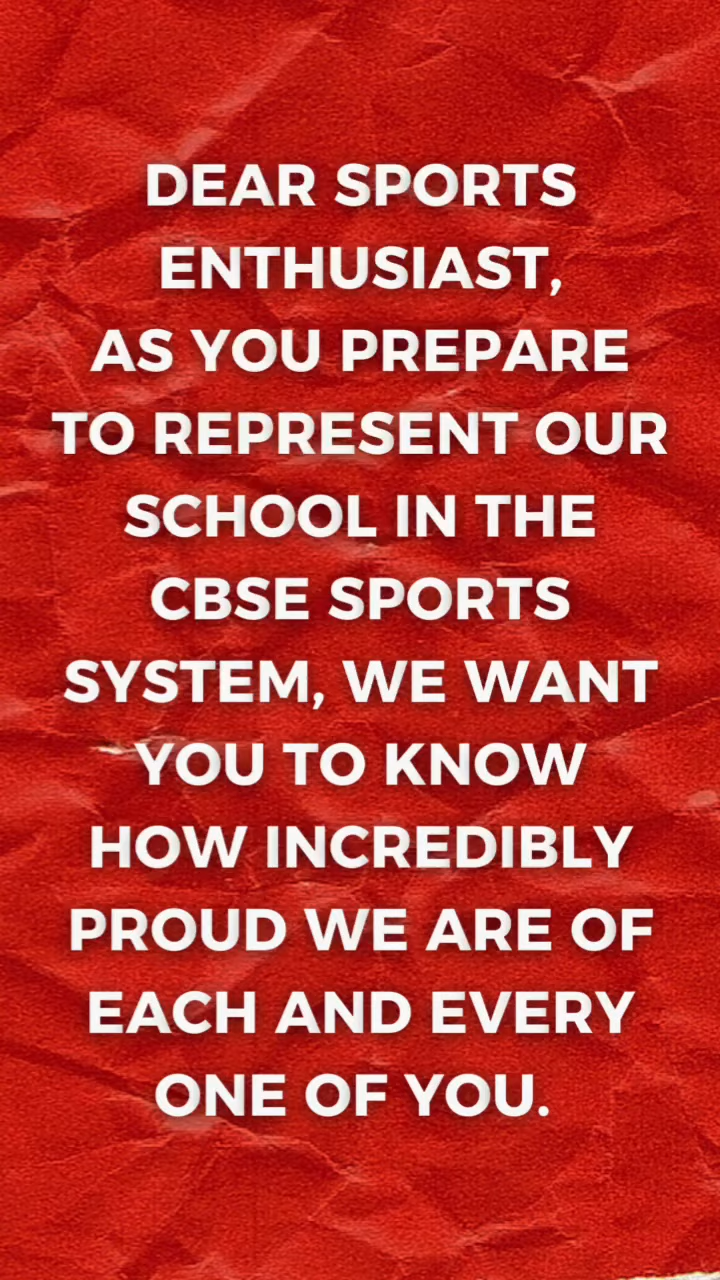 DEAR SPORTS
ENTHUSIAST,
AS YOU PREPARE
TO REPRESENT OUR
SCHOOL IN THE
CBSE SPORTS
SYSTEM, WE WANT
YOU TO KNOW
HOW INCREDIBLY
PROUD WE ARE OF
EACH AND EVERY
ONE OF YOU.